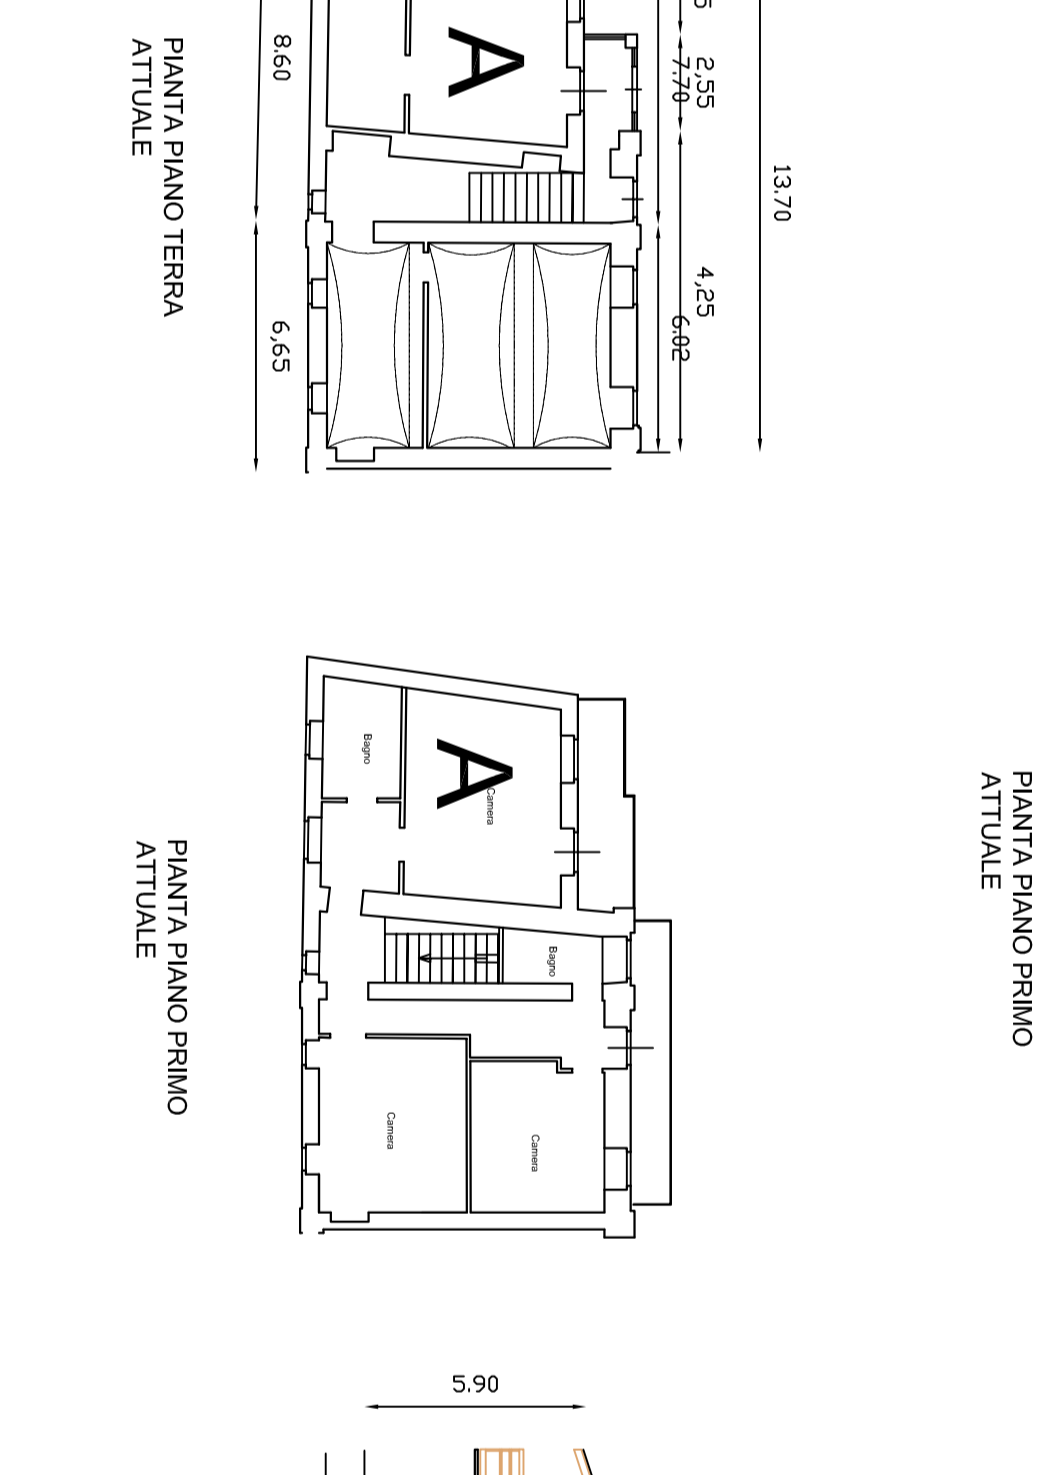 PIANTA PIANO TERRA
ATTUALE
8.60
6,65
A
2,55
7.70
4,25
6.02
13.70
PIANTA PIANO PRIMO
ATTUALE
Bagno
A
Camera
Bagno
Camera
Camera
PIANTA PIANO PRIMO
ATTUALE
5.90